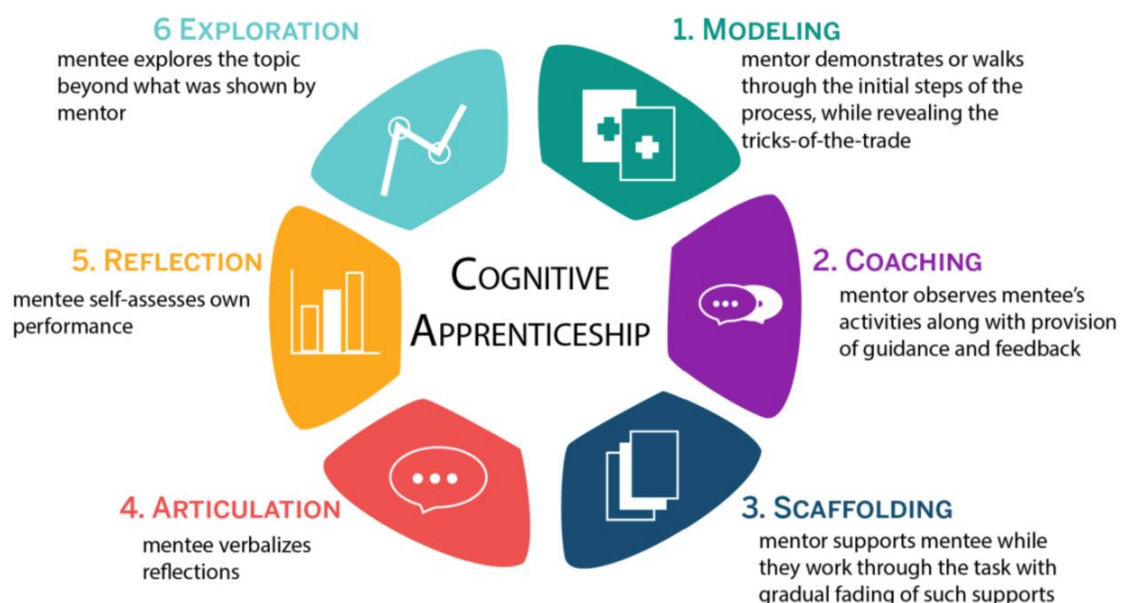 1. MODELING
mentor demonstrates or walks
through the initial steps of the
process, while revealing the
tricks-of-the-trade
2. COACHING
mentor observes mentee's
activities along with provision
of guidance and feedback
3. SCAFFOLDING
mentor supports mentee while
they work through the task with
gradual fading of such supports
4. ARTICULATION
mentee verbalizes
reflections
5. REFLECTION
mentee self-assesses own
performance
6 EXPLORATION
mentee explores the topic
beyond what was shown by
mentor
COGNITIVE
APPRENTICESHIP